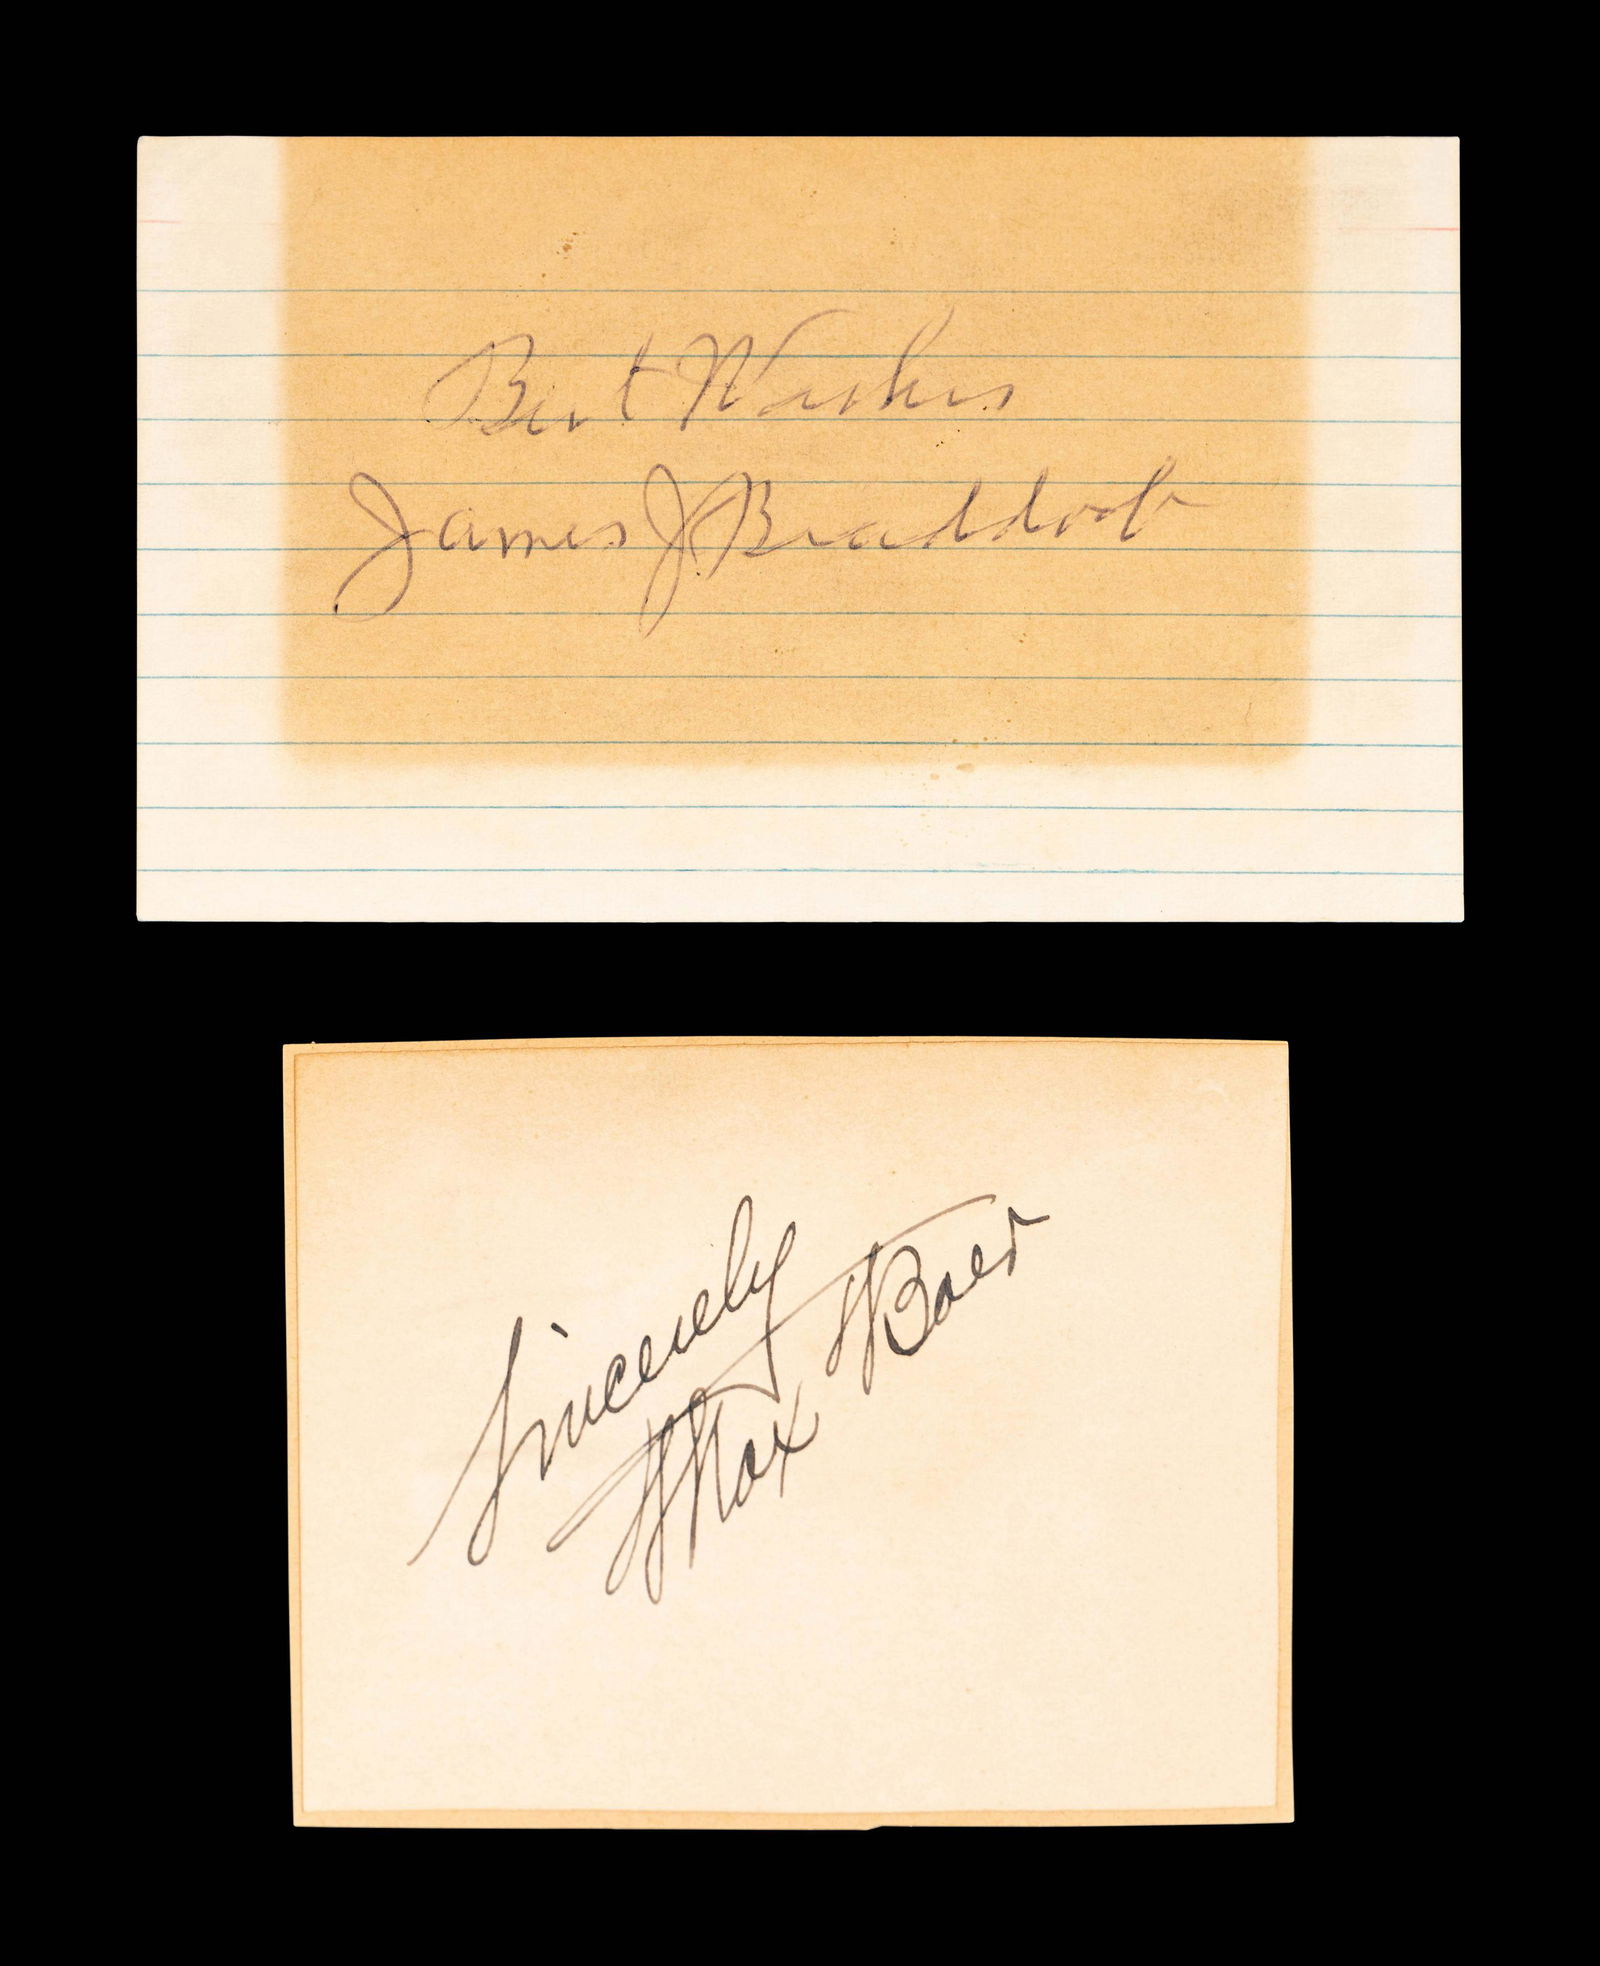 Best Wishes
James J Braddock
Sincerely
Max Baer